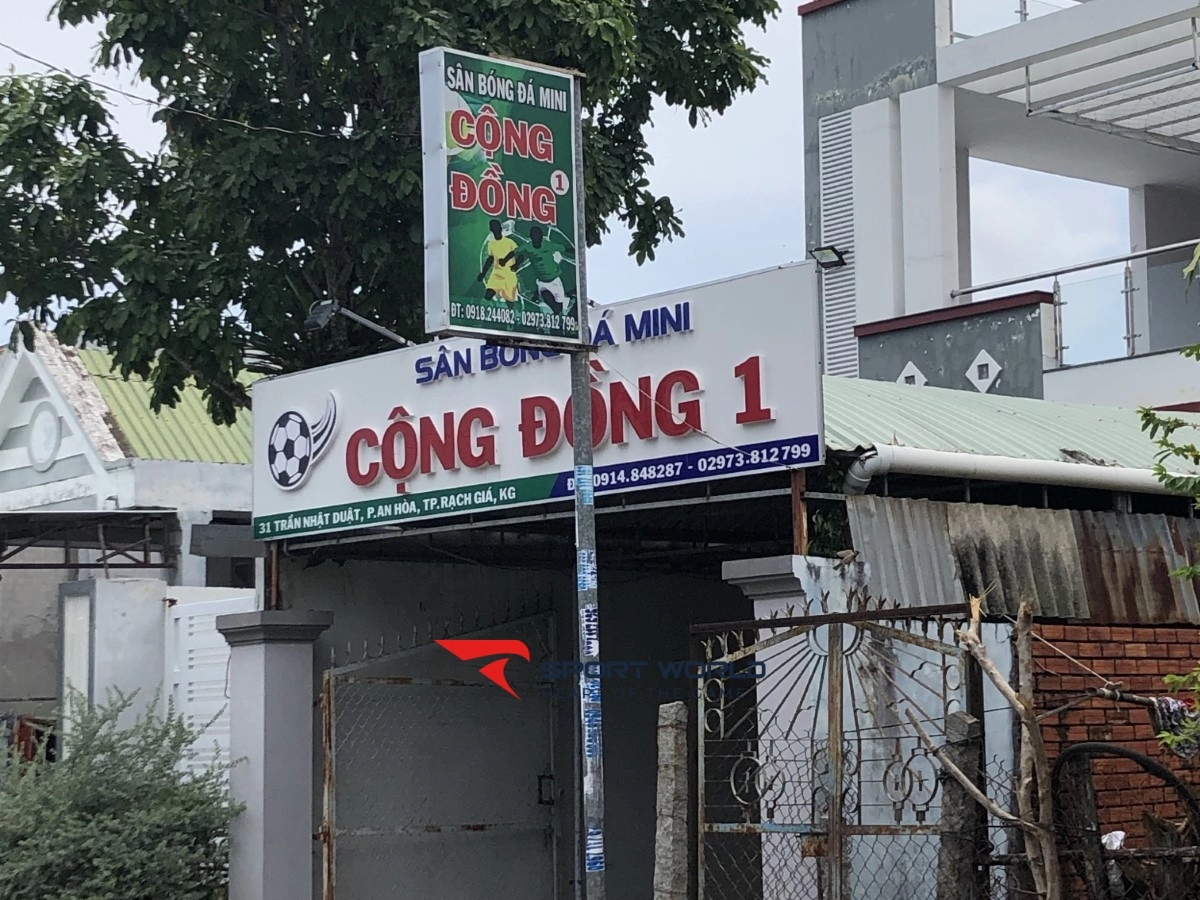 SÂN BÓNG ĐÁ MINI
CỘNG
ĐỒNG 1
ĐT: 0918.244082 - 02973.812 799
SÂN BÓNG ĐÁ MINI
CỘNG ĐỒNG 1
31 TRẦN NHẬT DUẬT, P.AN HÒA, TP.RẠCH GIÁ, KG
0914.848287 - 02973.812799
SPORT WORLD